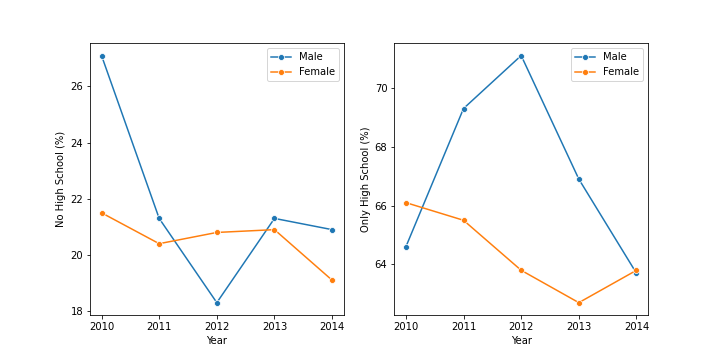 Male
Female
No High School (%)
26
24
22
20
18
2010 2011 2012 2013 2014
Year
Male
Female
Only High School (%)
70
68
66
64
2010 2011 2012 2013 2014
Year